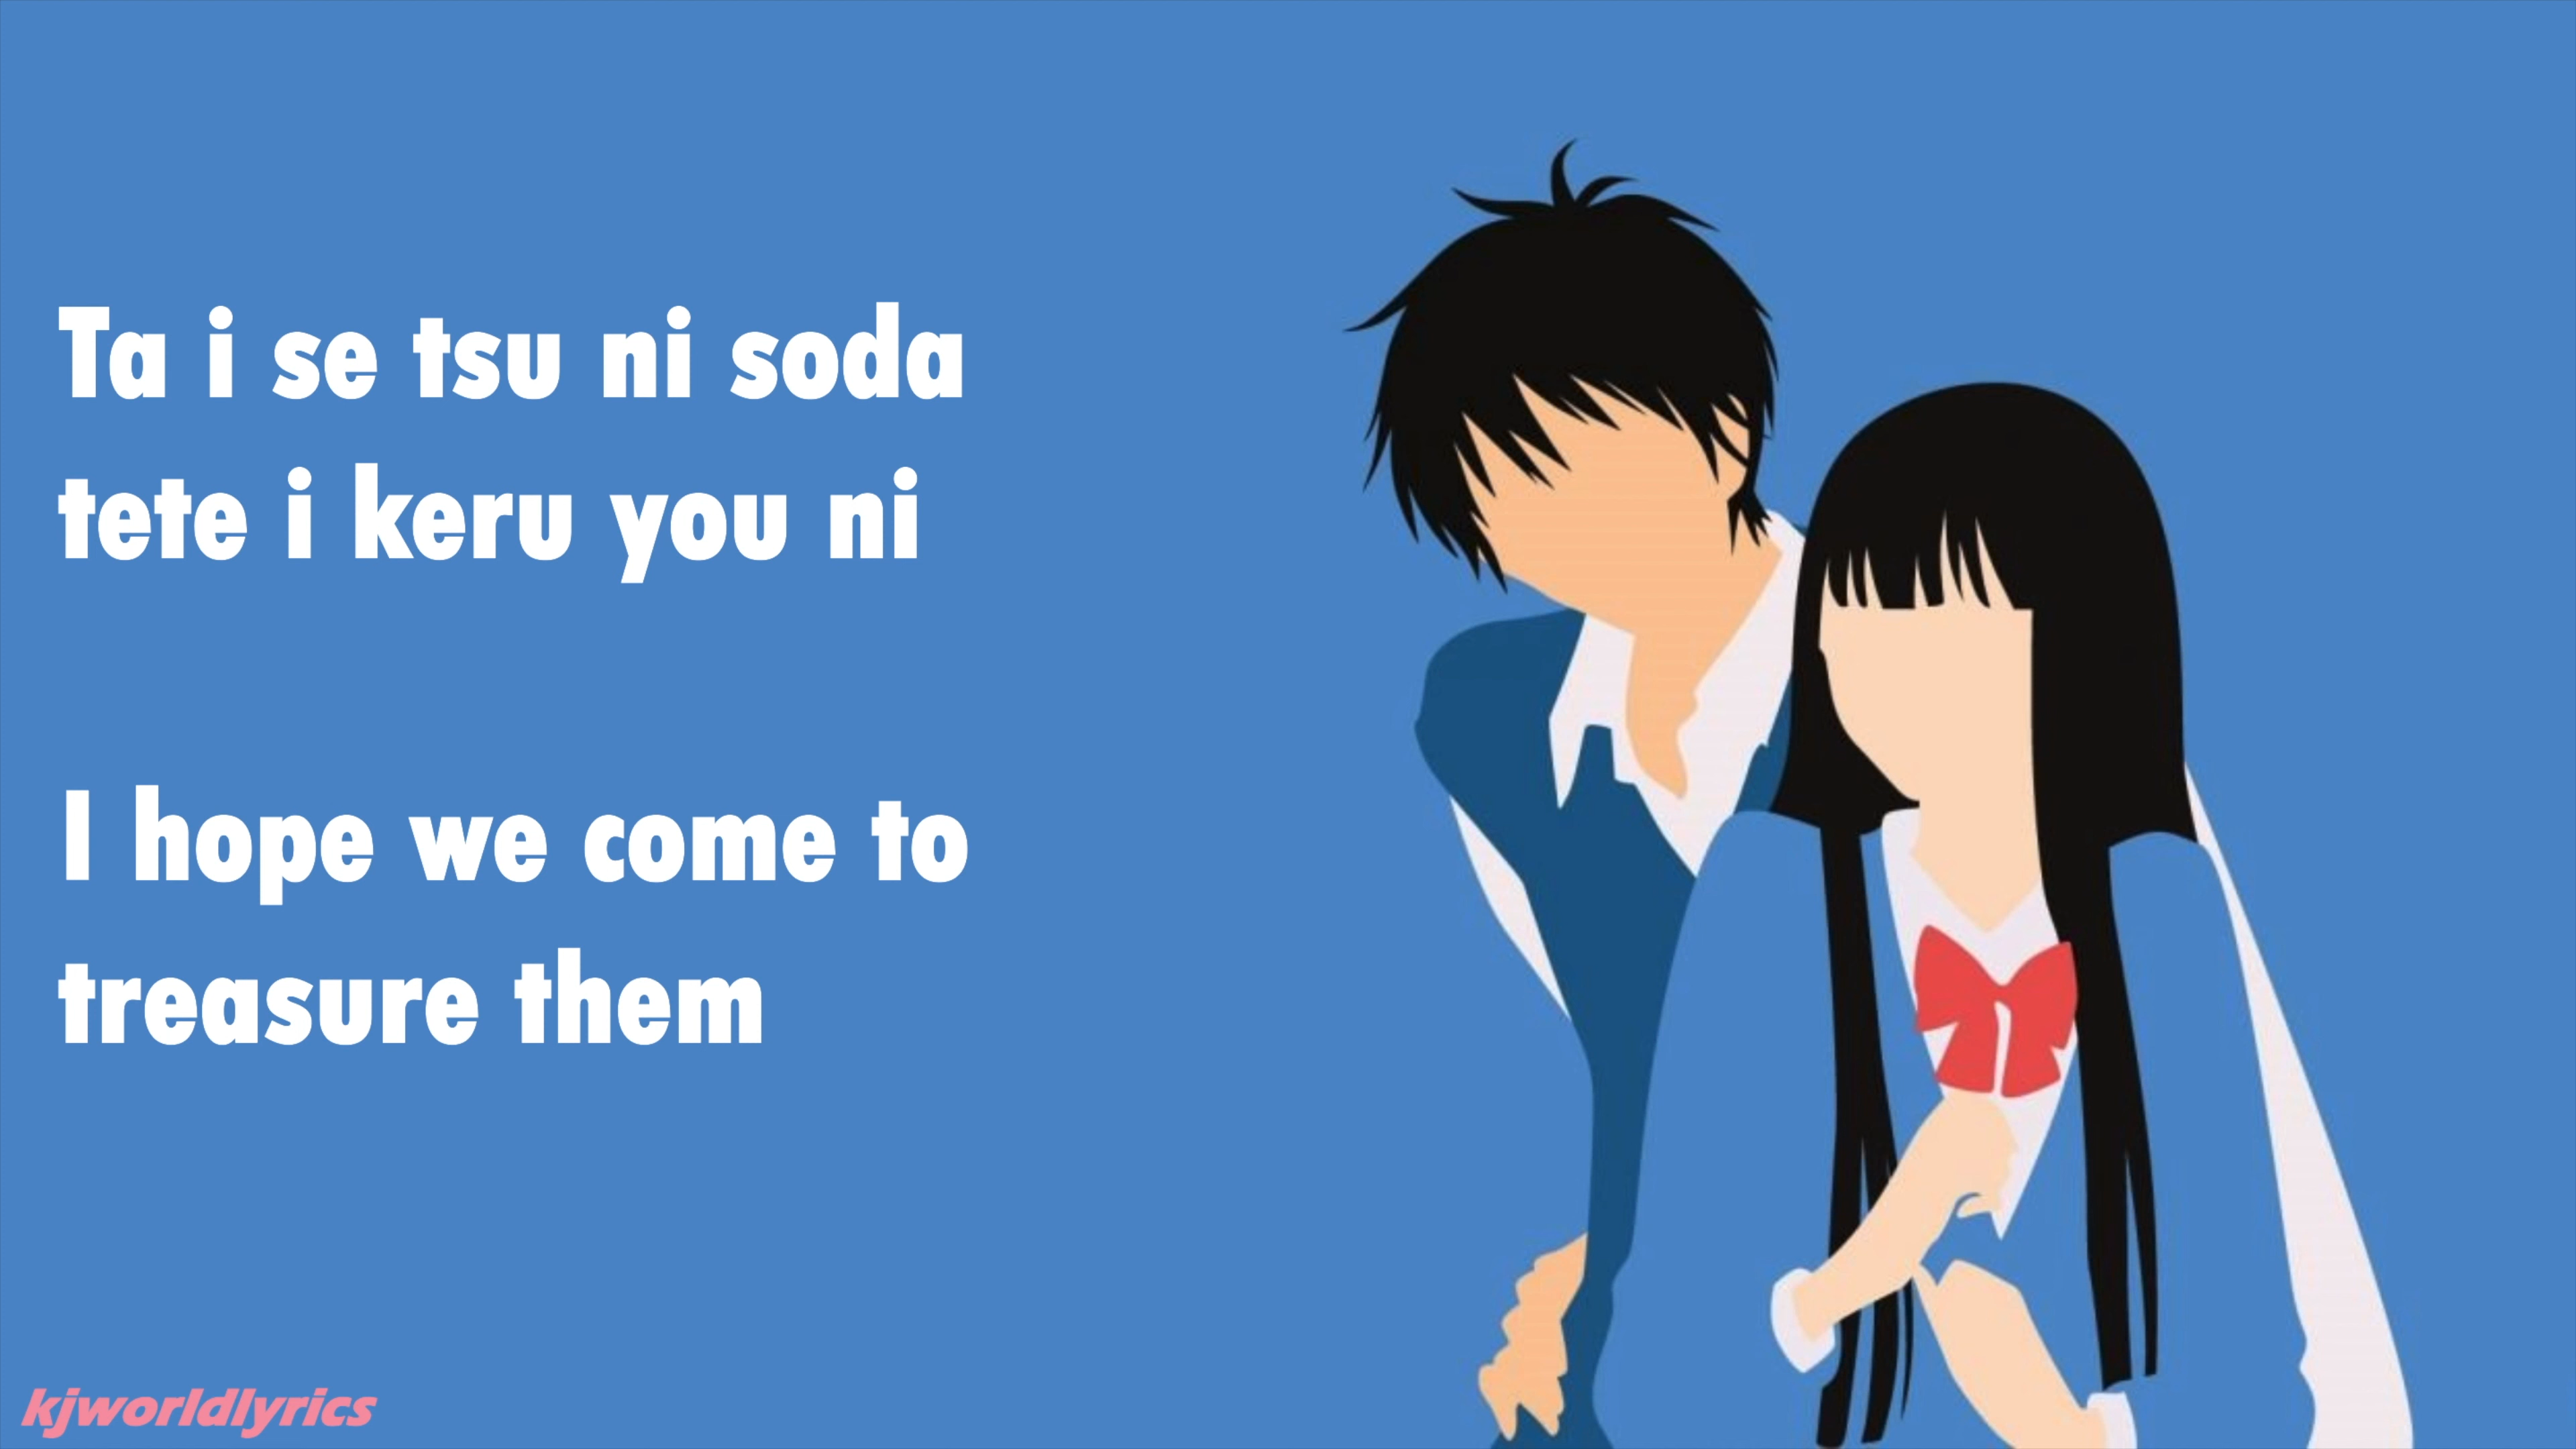 Ta i se tsu ni soda
tete i keru you ni
I hope we come to
treasure them
kjworldlyrics